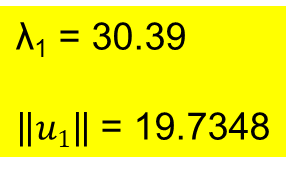 λ₁ = 30.39
‖u₁‖ = 19.7348